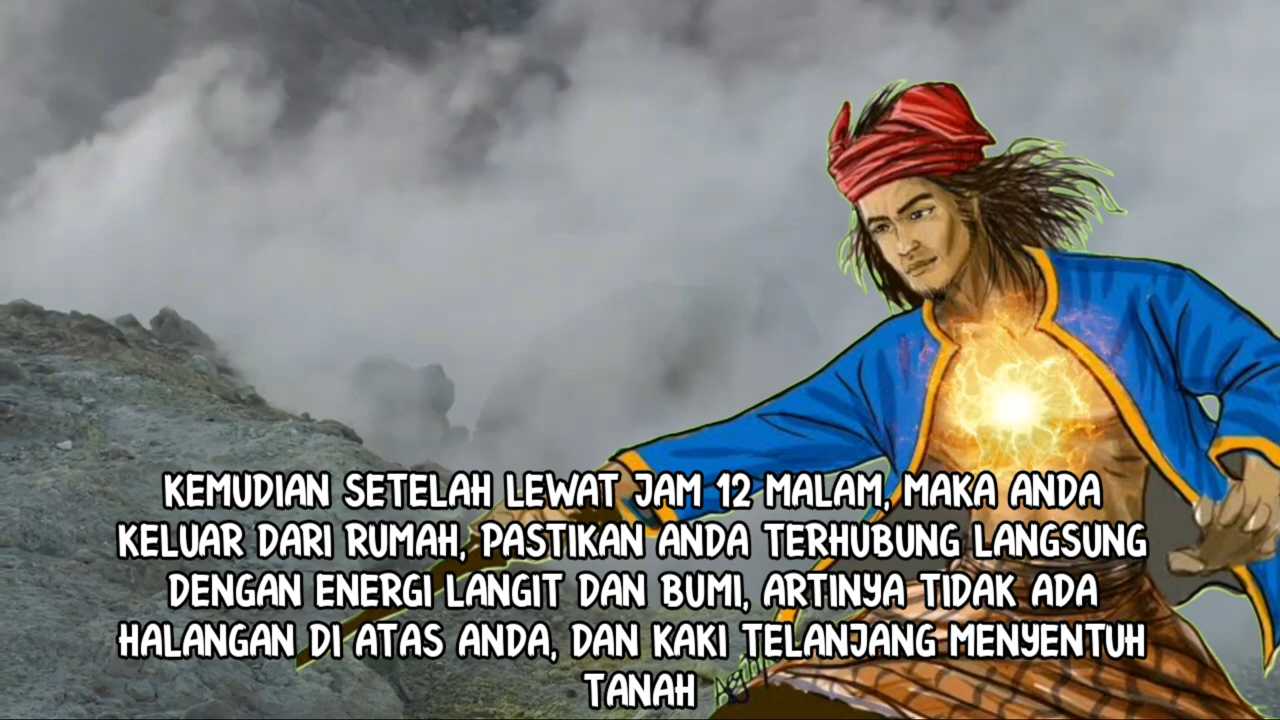 KEMUDIAN SETELAH LEWAT JAM 12 MALAM, MAKA ANDA
KELUAR DARI RUMAH, PASTIKAN ANDA TERHUBUNG LANGSUNG
DENGAN ENERGI LANGIT DAN BUMI, ARTINYA TIDAK ADA
HALANGAN DI ATAS ANDA, DAN KAKI TELANJANG MENYENTUH
TANAH